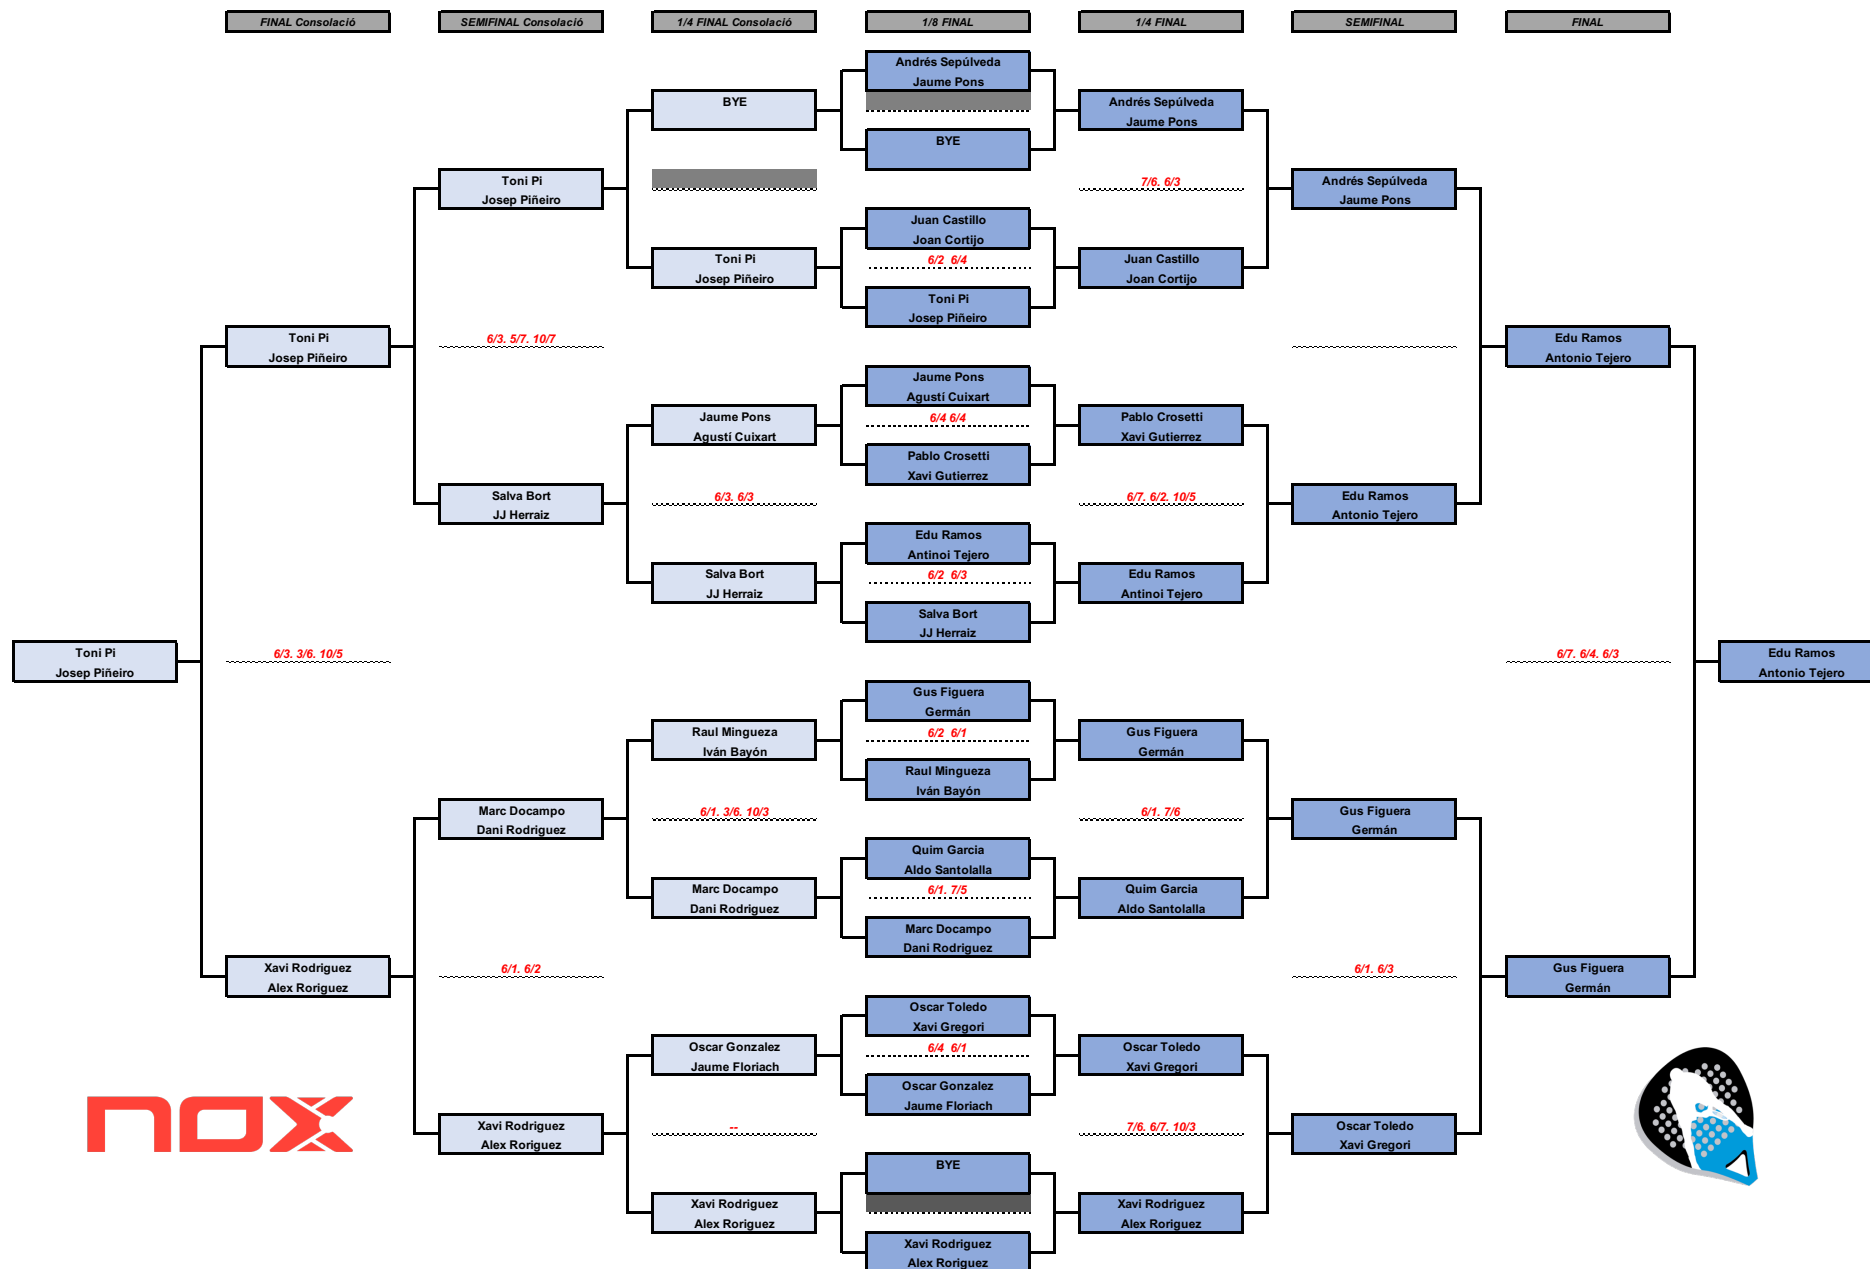 FINAL Consolació
SEMIFINAL Consolació
1/4 FINAL Consolació
1/8 FINAL
1/4 FINAL
SEMIFINAL
FINAL
Andrés Sepúlveda
Jaume Pons
BYE
Andrés Sepúlveda
Jaume Pons
BYE
Toni Pi
Josep Piñeiro
7/6. 6/3
Andrés Sepúlveda
Jaume Pons
Juan Castillo
Joan Cortijo
Toni Pi
Josep Piñeiro
6/2 6/4
Juan Castillo
Joan Cortijo
Toni Pi
Josep Piñeiro
Toni Pi
Josep Piñeiro
6/3. 5/7. 10/7
Edu Ramos
Antonio Tejero
Jaume Pons
Agustí Cuixart
Jaume Pons
Agustí Cuixart
6/4 6/4
Pablo Crosetti
Xavi Gutierrez
Pablo Crosetti
Xavi Gutierrez
Salva Bort
JJ Herraiz
6/3. 6/3
6/7. 6/2. 10/5
Edu Ramos
Antonio Tejero
Edu Ramos
Antinoi Tejero
Salva Bort
JJ Herraiz
6/2 6/3
Edu Ramos
Antinoi Tejero
Salva Bort
JJ Herraiz
Toni Pi
Josep Piñeiro
6/3. 3/6. 10/5
6/7. 6/4. 6/3
Edu Ramos
Antonio Tejero
Gus Figuera
Germán
Raul Mingueza
Iván Bayón
6/2 6/1
Gus Figuera
Germán
Raul Mingueza
Iván Bayón
Marc Docampo
Dani Rodriguez
6/1. 3/6. 10/3
6/1. 7/6
Gus Figuera
Germán
Quim Garcia
Aldo Santolalla
Marc Docampo
Dani Rodriguez
6/1. 7/5
Quim Garcia
Aldo Santolalla
Marc Docampo
Dani Rodriguez
Xavi Rodriguez
Alex Roriguez
6/1. 6/2
6/1. 6/3
Gus Figuera
Germán
Oscar Toledo
Xavi Gregori
Oscar Gonzalez
Jaume Floriach
6/4 6/1
Oscar Toledo
Xavi Gregori
Oscar Gonzalez
Jaume Floriach
nox
Xavi Rodriguez
Alex Roriguez
--
7/6. 6/7. 10/3
Oscar Toledo
Xavi Gregori
BYE
Xavi Rodriguez
Alex Roriguez
Xavi Rodriguez
Alex Roriguez
Xavi Rodriguez
Alex Roriguez